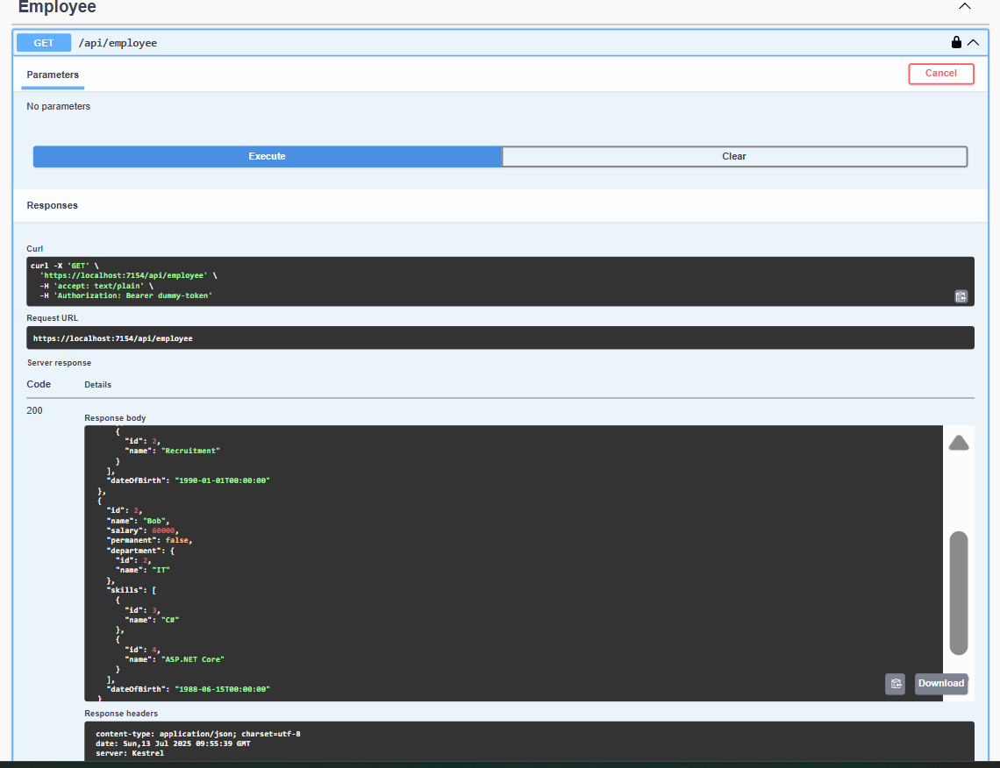 Employee
GET /api/employee
Parameters
Cancel
No parameters
Execute
Clear
Responses
Curl
curl -X 'GET' \
'https://localhost:7154/api/employee' \
-H 'accept: text/plain' \
-H 'Authorization: Bearer dummy-token'
Request URL
https://localhost:7154/api/employee
Server response
Code Details
200
Response body
{
"id": 2,
"name": "Recruitment"
}
],
"dateOfBirth": "1990-01-01T00:00:00"
},
{
"id": 2,
"name": "Bob",
"salary": 60000,
"permanent": false,
"department": {
"id": 2,
"name": "IT"
},
"skills": [
{
"id": 3,
"name": "C#"
},
{
"id": 4,
"name": "ASP.NET Core"
}
],
"dateOfBirth": "1988-06-15T00:00:00"
}
Download
Response headers
content-type: application/json; charset=utf-8
date: Sun,13 Jul 2025 09:55:39 GMT
server: Kestrel